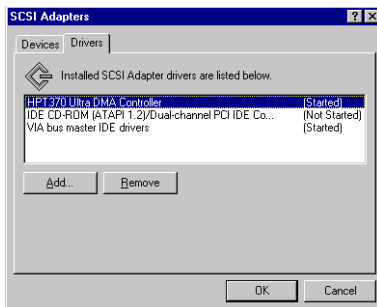 SCSI Adapters
Devices Drivers
Installed SCSI Adapter drivers are listed below.
HPT370 Ultra DMA Controller (Started)
IDE CD-ROM (ATAPI 1.2)/Dual-channel PCI IDE Co... (Not Started)
VIA bus master IDE drivers (Started)
Add... Remove
OK Cancel